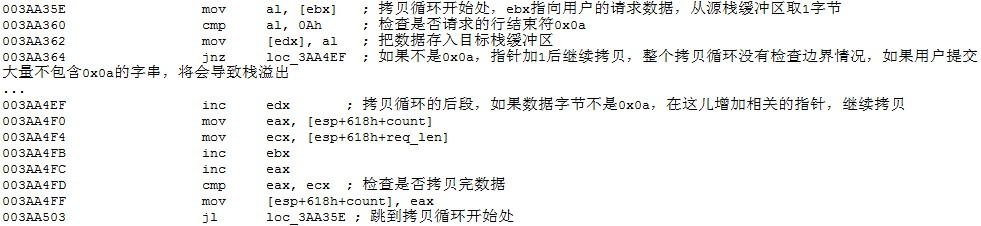 003AA35E mov al, [ebx] ; 拷贝循环开始处，ebx指向用户的请求数据，从源栈缓冲区取1字节
003AA360 cmp al, 0Ah ; 检查是否请求的行结束符0x0a
003AA362 mov [edx], al ; 把数据存入目标栈缓冲区
003AA364 jnz loc_3AA4EF ; 如果不是0x0a，指针加1后继续拷贝，整个拷贝循环没有检查边界情况，如果用户提交
大量不包含0x0a的字串，将会导致栈溢出
...
003AA4EF inc edx ; 拷贝循环的后段，如果数据字节不是0x0a，在这儿增加相关的指针，继续拷贝
003AA4F0 mov eax, [esp+618h+count]
003AA4F4 mov ecx, [esp+618h+req_len]
003AA4FB inc ebx
003AA4FC inc eax
003AA4FD cmp eax, ecx ; 检查是否拷贝完数据
003AA4FF mov [esp+618h+count], eax
003AA503 jl loc_3AA35E ; 跳到拷贝循环开始处